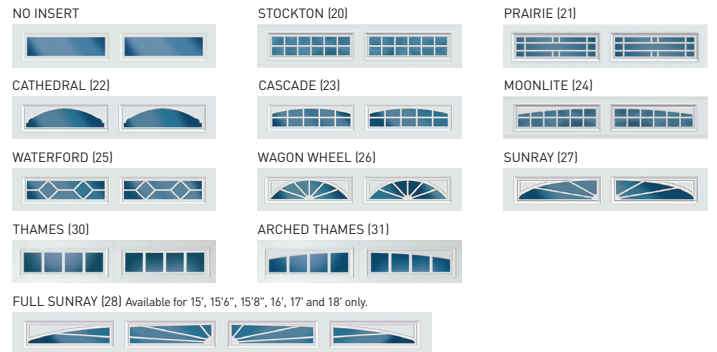 NO INSERT
STOCKTON (20)
PRAIRIE (21)
CATHEDRAL (22)
CASCADE (23)
MOONLITE (24)
WATERFORD (25)
WAGON WHEEL (26)
SUNRAY (27)
THAMES (30)
ARCHED THAMES (31)
FULL SUNRAY (28) Available for 15', 15'6", 15'8", 16', 17' and 18' only.